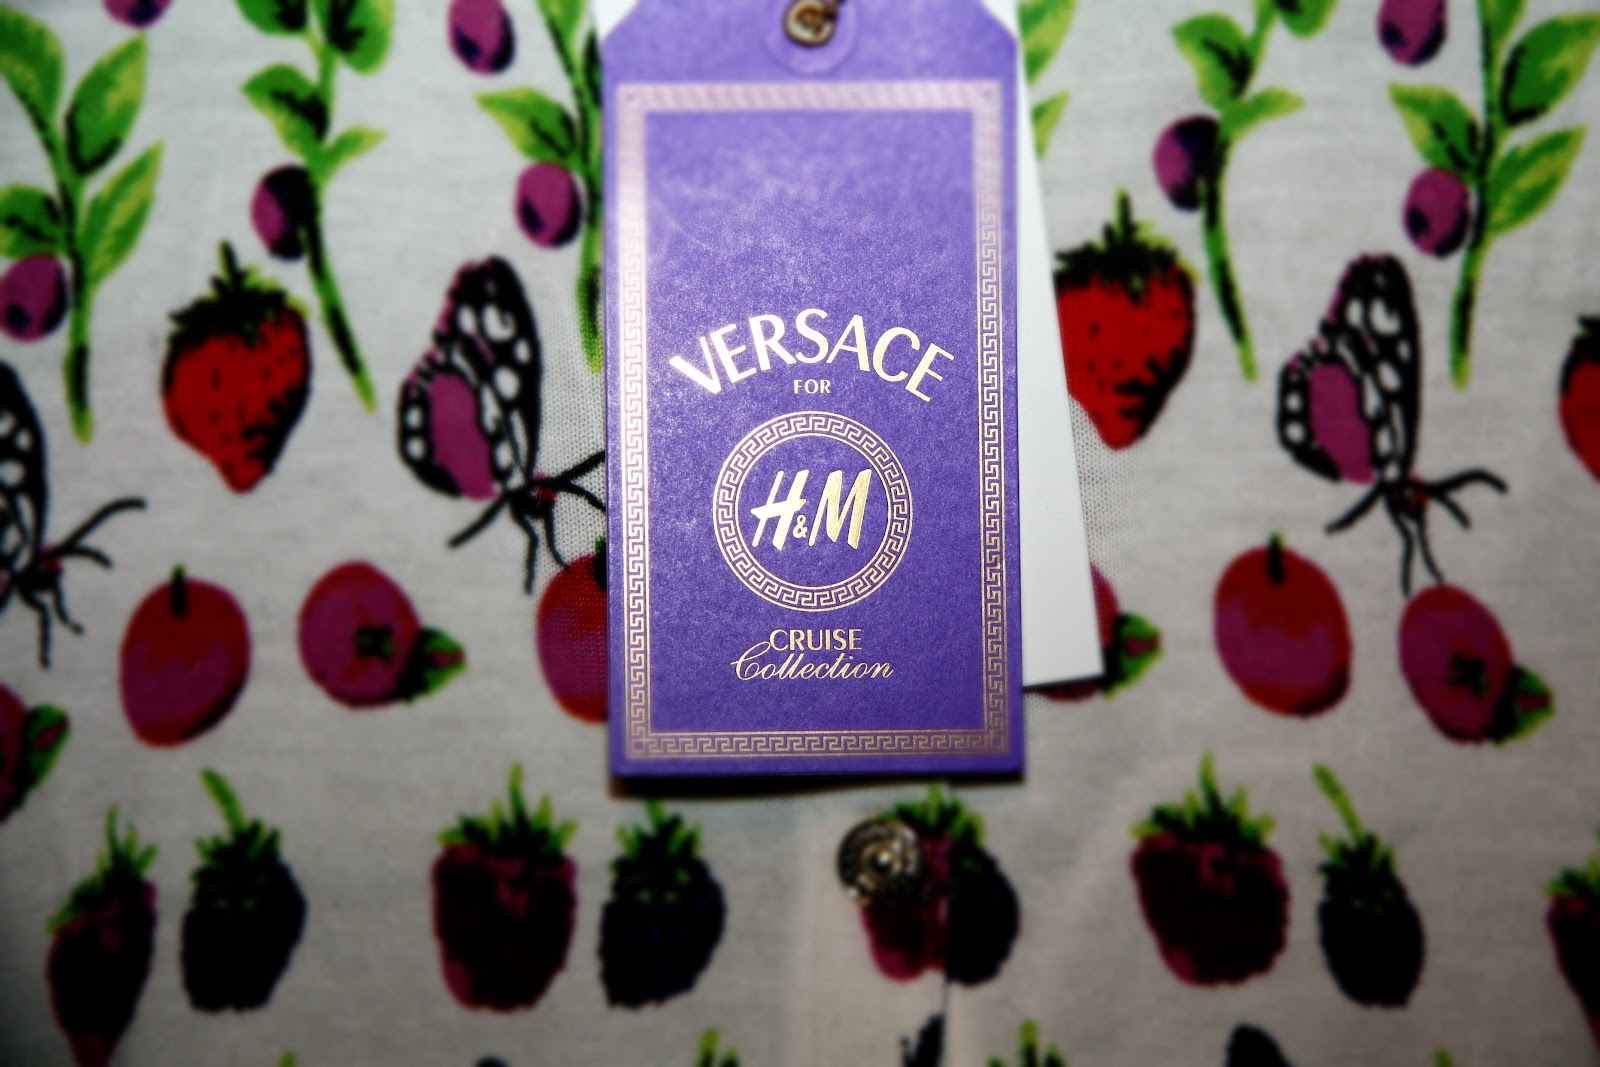 VERSACE
FOR
H&M
CRUISE
Collection